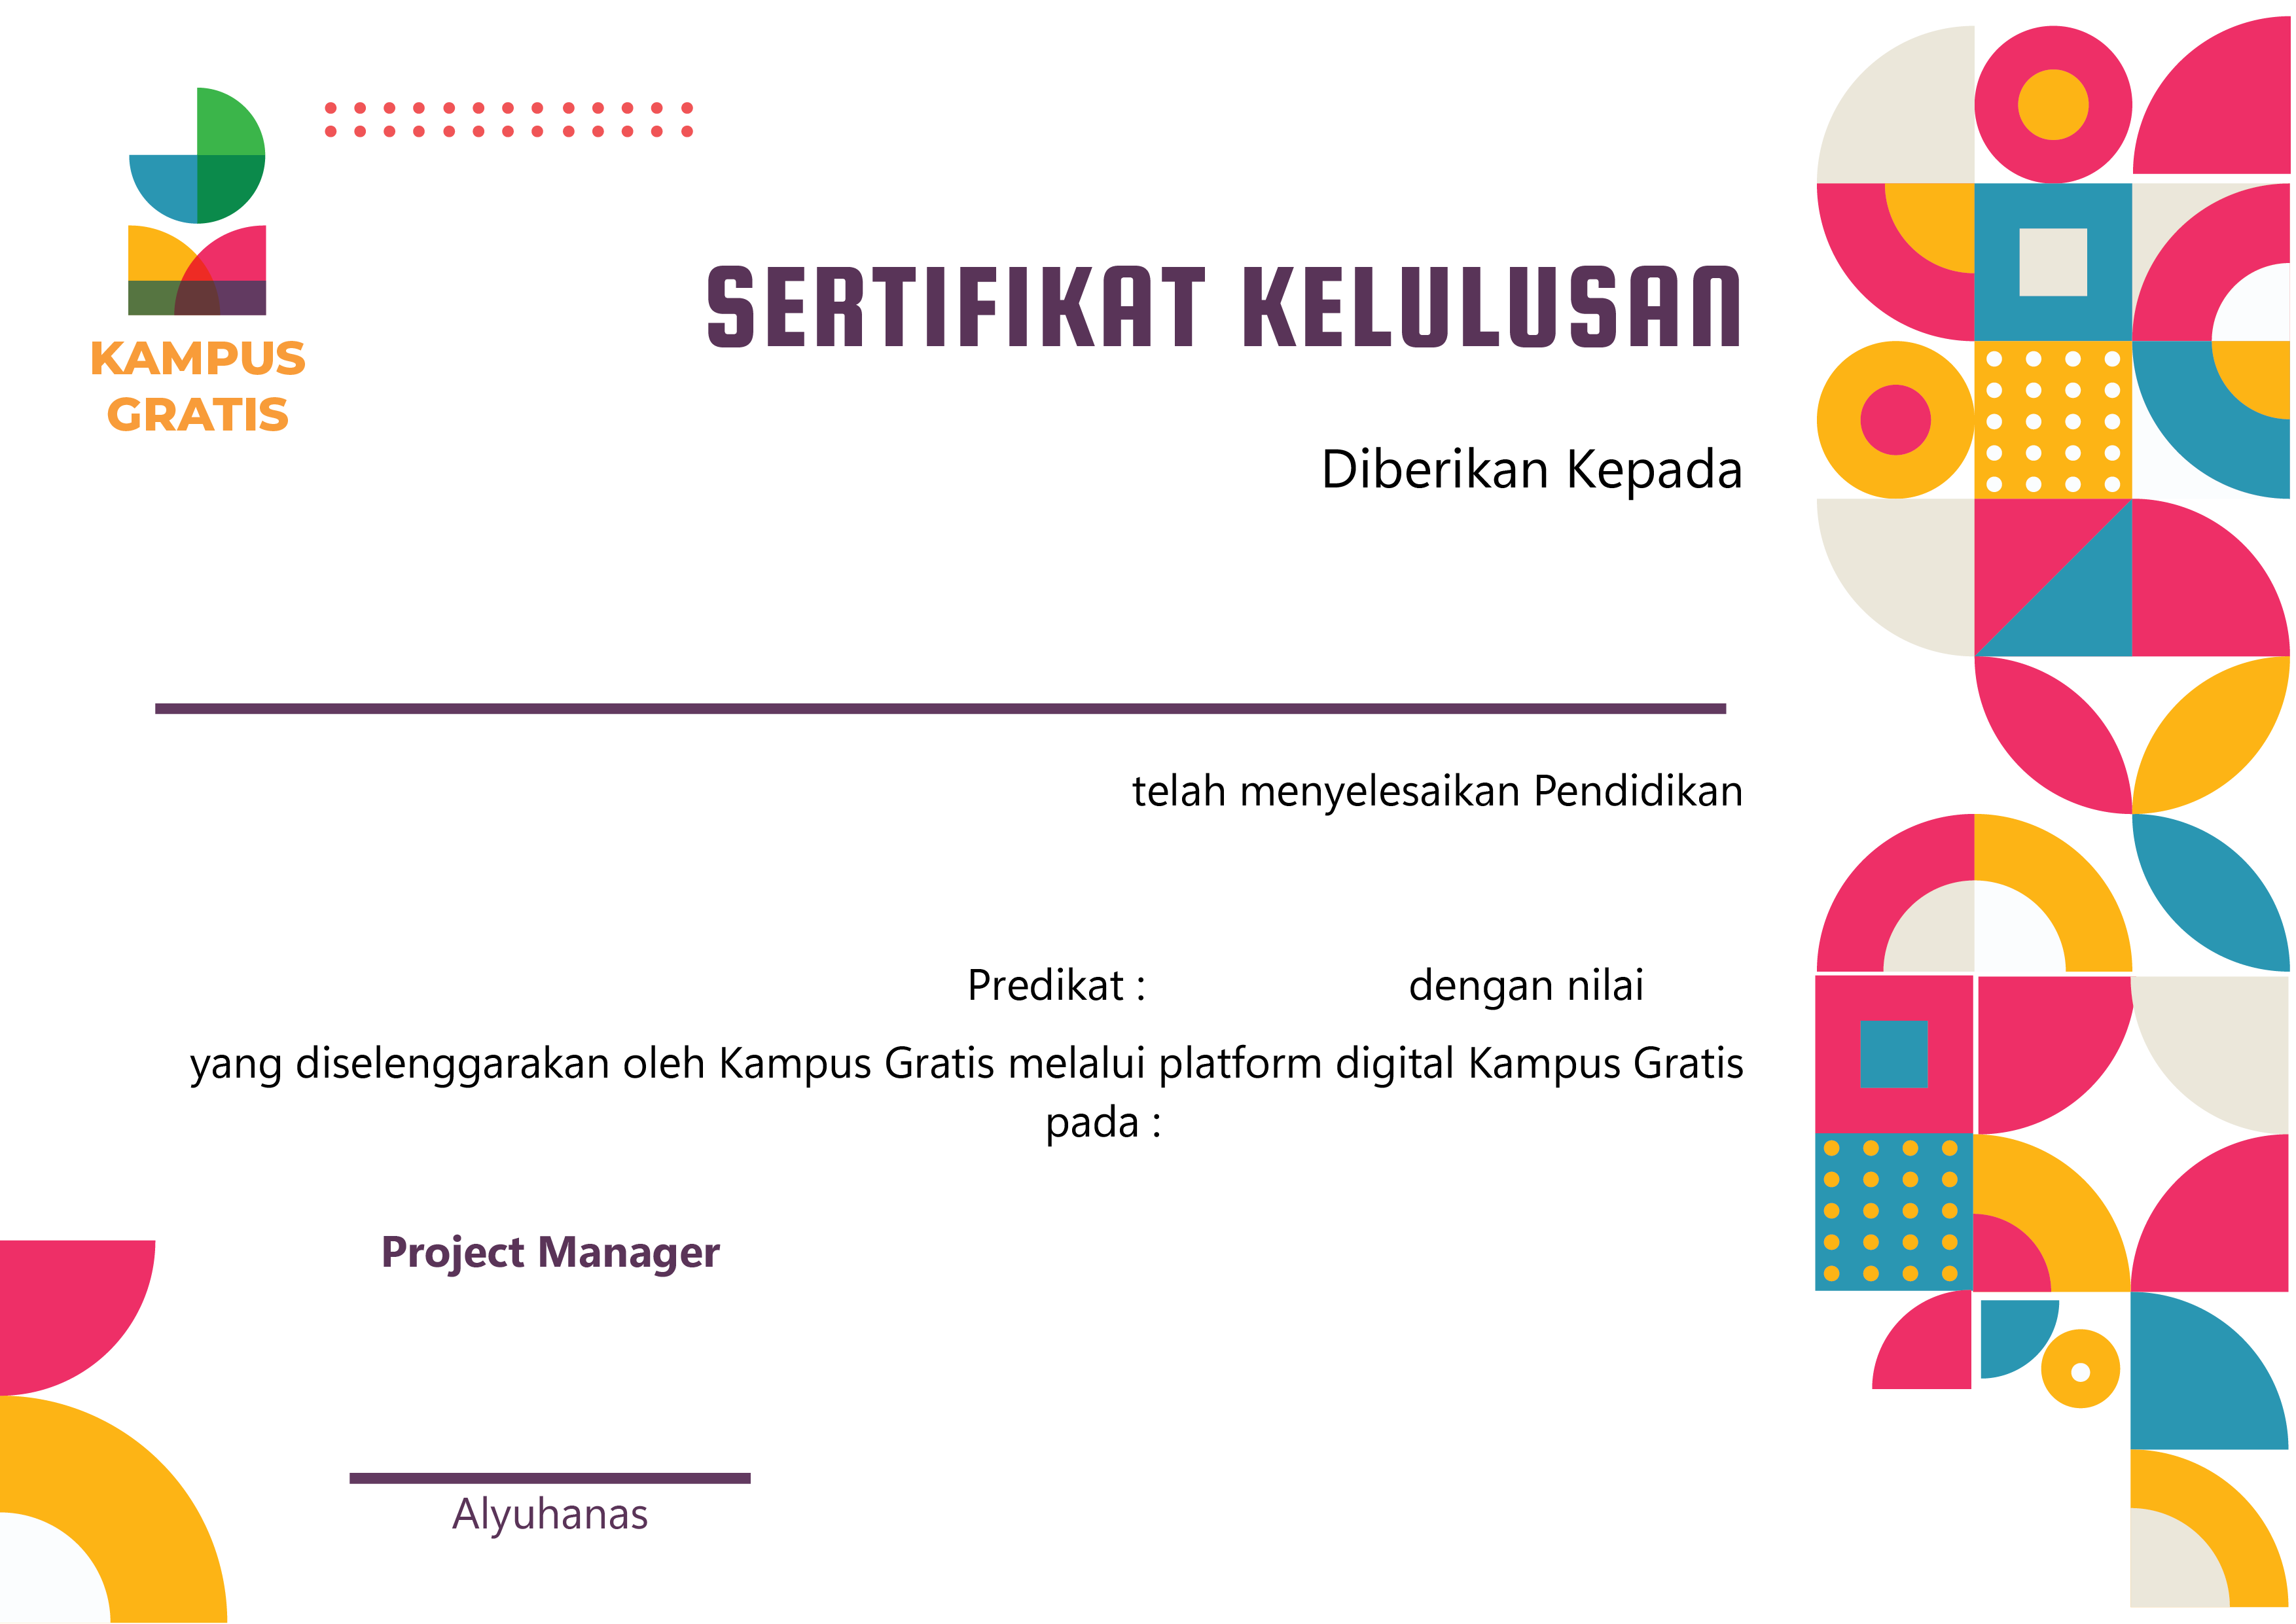 KAMPUS
GRATIS
SERTIFIKAT KELULUSAN
Diberikan Kepada
telah menyelesaikan Pendidikan
Predikat : dengan nilai
yang diselenggarakan oleh Kampus Gratis melalui platform digital Kampus Gratis
pada :
Project Manager
Alyuhanas